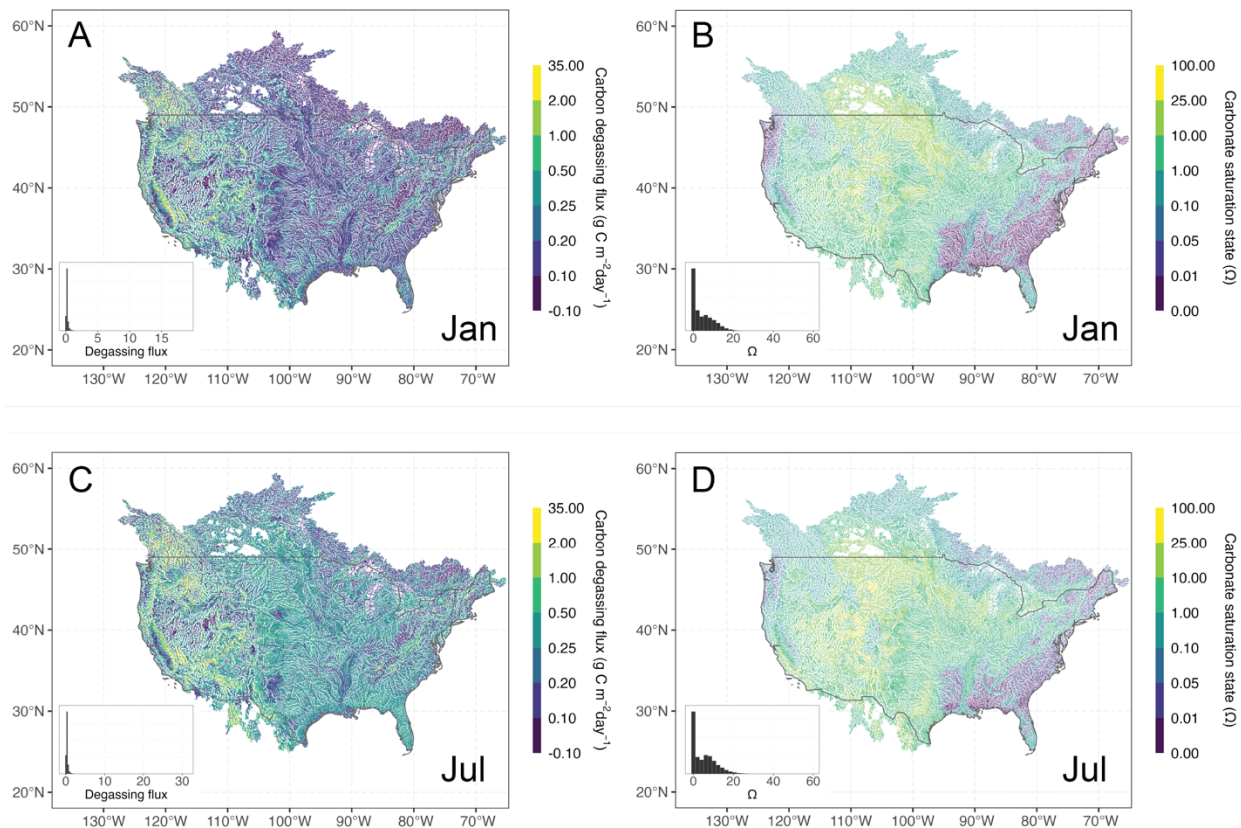 A
60°N
50°N
40°N
30°N
20°N
130°W 120°W 110°W 100°W 90°W 80°W 70°W
0 5 10 15
Degassing flux
Jan
35.00
2.00
1.00
0.50
0.25
0.20
0.10
-0.10
Carbon degassing flux (g C m⁻²day⁻¹)
B
60°N
50°N
40°N
30°N
20°N
130°W 120°W 110°W 100°W 90°W 80°W 70°W
0 20 40 60
Ω
Jan
100.00
25.00
10.00
1.00
0.10
0.05
0.01
0.00
Carbonate saturation state (Ω)
C
60°N
50°N
40°N
30°N
20°N
130°W 120°W 110°W 100°W 90°W 80°W 70°W
0 10 20 30
Degassing flux
Jul
35.00
2.00
1.00
0.50
0.25
0.20
0.10
-0.10
Carbon degassing flux (g C m⁻²day⁻¹)
D
60°N
50°N
40°N
30°N
20°N
130°W 120°W 110°W 100°W 90°W 80°W 70°W
0 20 40 60
Ω
Jul
100.00
25.00
10.00
1.00
0.10
0.05
0.01
0.00
Carbonate saturation state (Ω)